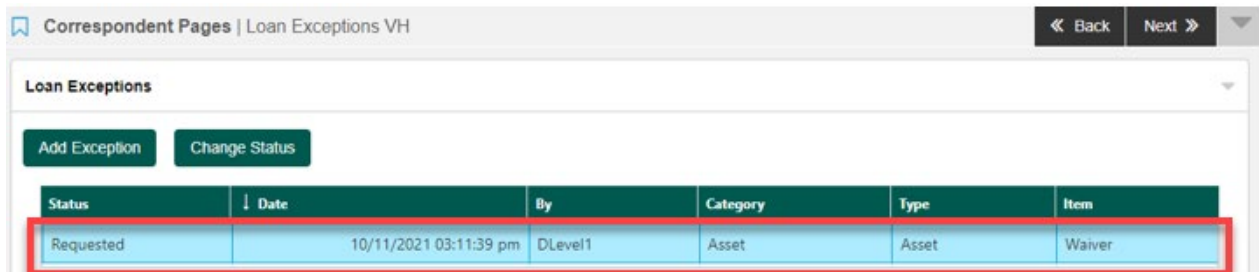 Correspondent Pages | Loan Exceptions VH « Back Next »
Loan Exceptions
Add Exception Change Status
Status ↓ Date By Category Type Item
Requested 10/11/2021 03:11:39 pm DLevel1 Asset Asset Waiver